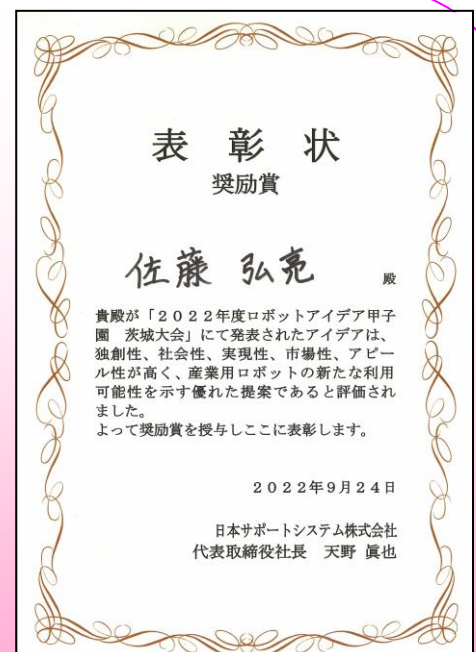 表 彰 状
奨励賞
佐藤 弘亮 殿
貴殿が「2022年度ロボットアイデア甲子
園　茨城大会」にて発表されたアイデアは、
独創性、社会性、実現性、市場性、アピー
ル性が高く、産業用ロボットの新たな利用
可能性を示す優れた提案であると評価され
ました。
よって奨励賞を授与しここに表彰します。
2022年9月24日
日本サポートシステム株式会社
代表取締役社長　天野 眞也